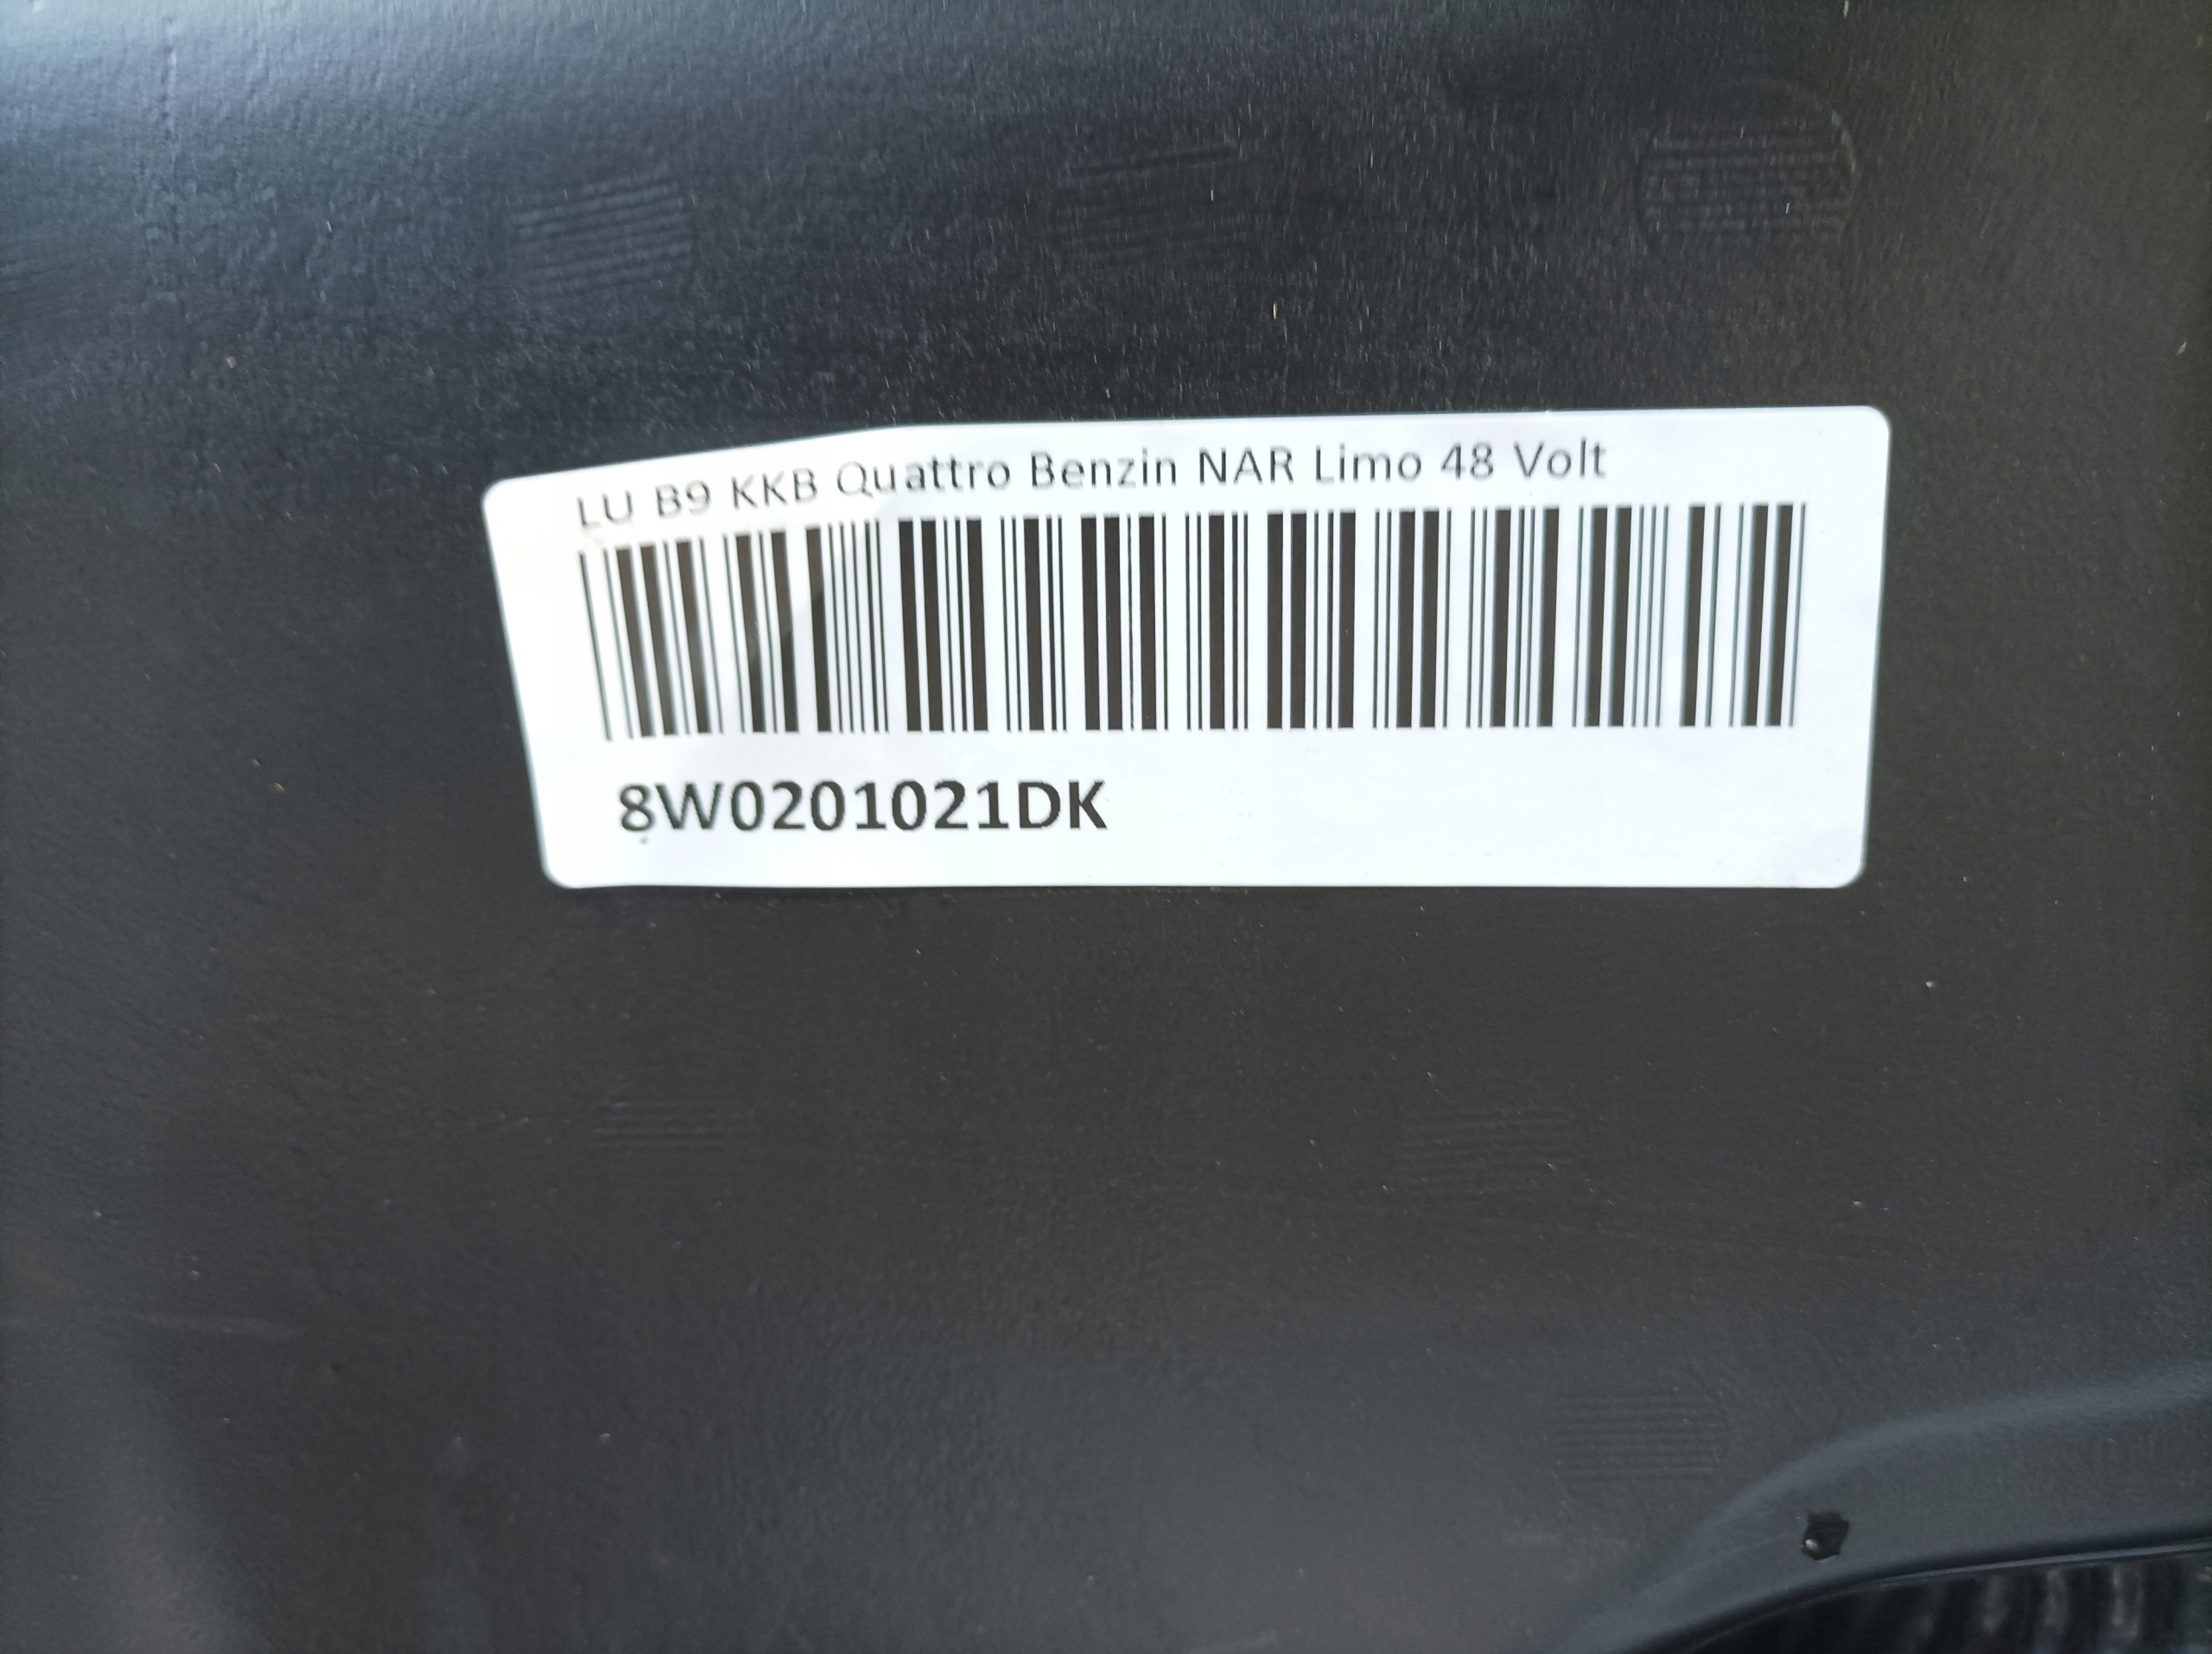 LU B9 KKB Quattro Benzin NAR Limo 48 Volt
8W0201021DK